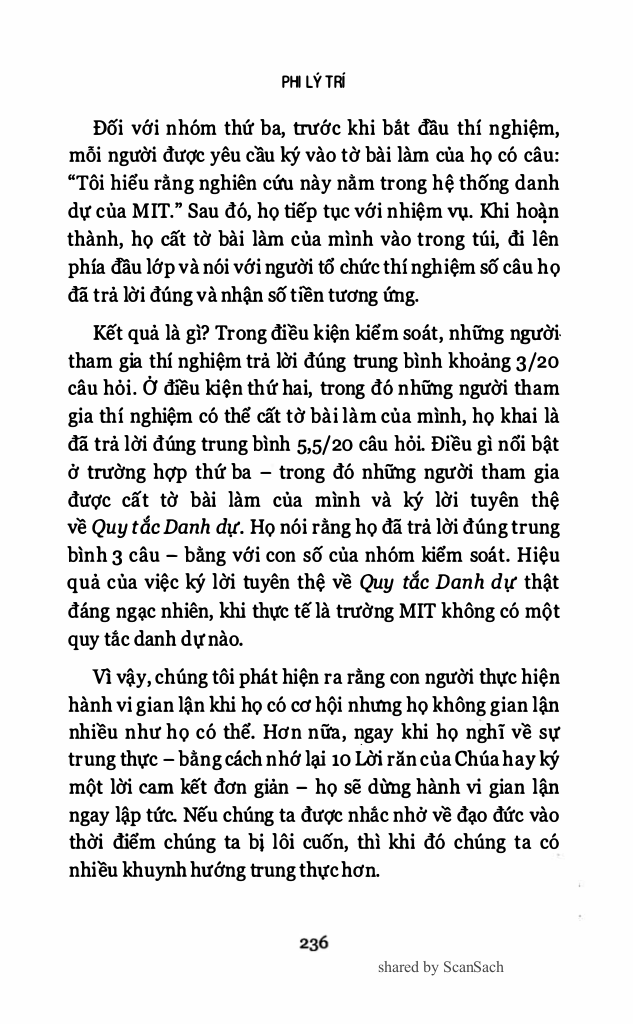 PHI LÝ TRÍ
Đối với nhóm thứ ba, trước khi bắt đầu thí nghiệm,
mỗi người được yêu cầu ký vào tờ bài làm của họ có câu:
“Tôi hiểu rằng nghiên cứu này nằm trong hệ thống danh
dự của MIT.” Sau đó, họ tiếp tục với nhiệm vụ. Khi hoạn
thành, họ cất tờ bài làm của mình vào trong túi, đi lên
phía đầu lớp và nói với người tổ chức thí nghiệm số câu họ
đã trả lời đúng và nhận số tiền tương ứng.
Kết quả là gì? Trong điều kiện kiểm soát, những người
tham gia thí nghiệm trả lời đúng trung bình khoảng 3/20
câu hỏi. Ở điều kiện thứ hai, trong đó những người tham
gia thí nghiệm có thể cất tờ bài làm của mình, họ khai là
đã trả lời đúng trung bình 5,5/20 câu hỏi. Điều gì nổi bật
ở trường hợp thứ ba – trong đó những người tham gia
được cất tờ bài làm của mình và ký lời tuyên thệ
về Quy tắc Danh dự. Họ nói rằng họ đã trả lời đúng trung
bình 3 câu – bằng với con số của nhóm kiểm soát. Hiệu
quả của việc ký lời tuyên thệ về Quy tắc Danh dự thật
đáng ngạc nhiên, khi thực tế là trường MIT không có một
quy tắc danh dự nào.
Vì vậy, chúng tôi phát hiện ra rằng con người thực hiện
hành vi gian lận khi họ có cơ hội nhưng họ không gian lận
nhiều như họ có thể. Hơn nữa, ngay khi họ nghĩ về sự
trung thực – bằng cách nhớ lại 10 Lời răn của Chúa hay ký
một lời cam kết đơn giản – họ sẽ dừng hành vi gian lận
ngay lập tức. Nếu chúng ta được nhắc nhở về đạo đức vào
thời điểm chúng ta bị lôi cuốn, thì khi đó chúng ta có
nhiều khuynh hướng trung thực hơn.
236
shared by ScanSach